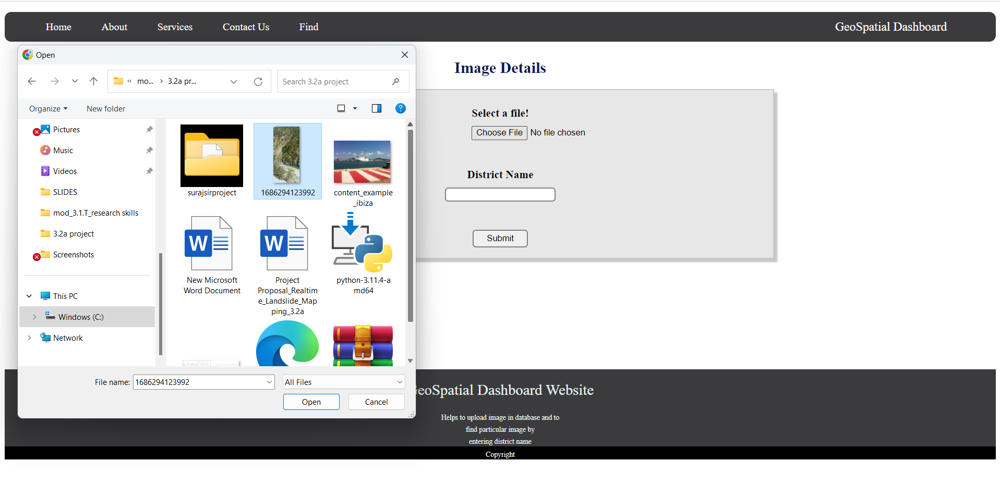 Home About Services Contact Us Find GeoSpatial Dashboard
Open
« mo... > 3.2a pr...
Search 3.2a project
Organize New folder
Pictures
Music
Videos
SLIDES
mod_3.1.T_research skills
3.2a project
Screenshots
This PC
Windows (C:)
Network
surajsirproject
1686294123992
content_example
_ibiza
New Microsoft
Word Document
Project
Proposal_Realtim
e_Landslide_Map
ping_3.2a
python-3.11.4-a
md64
File name: 1686294123992 All Files
Open Cancel
Image Details
Select a file!
Choose File No file chosen
District Name
Submit
eoSpatial Dashboard Website
Helps to upload image in database and to
find particular image by
entering district name
Copyright